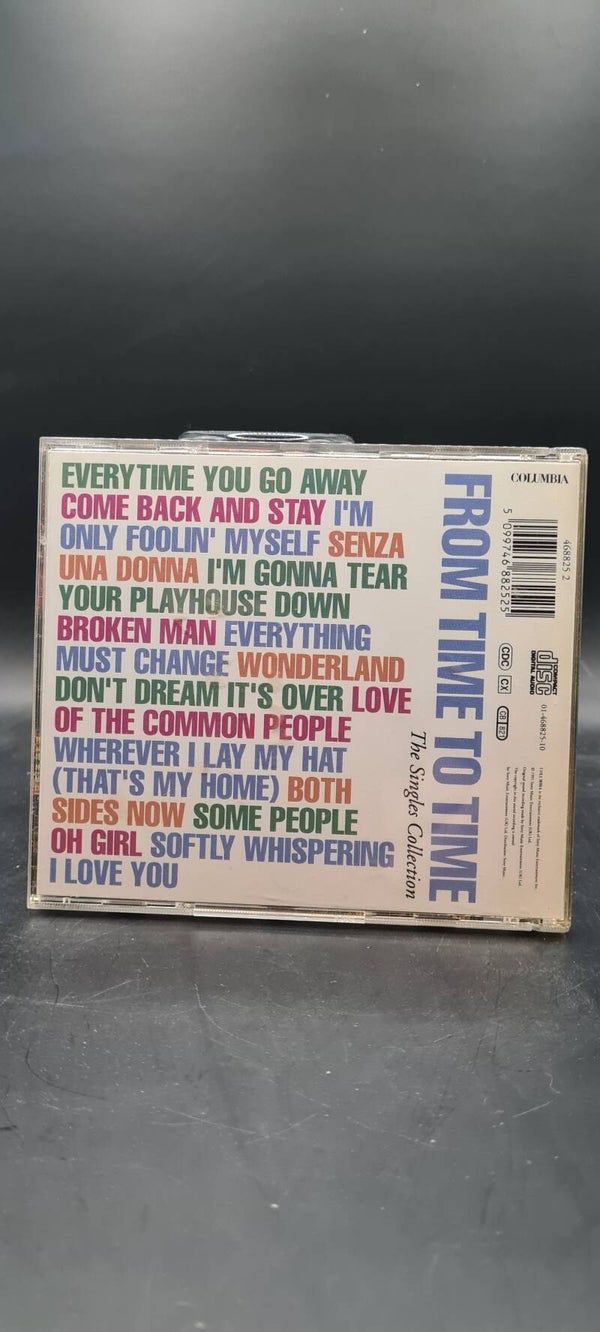 EVERYTIME YOU GO AWAY
COME BACK AND STAY I'M
ONLY FOOLIN' MYSELF SENZA
UNA DONNA I'M GONNA TEAR
YOUR PLAYHOUSE DOWN
BROKEN MAN EVERYTHING
MUST CHANGE WONDERLAND
DON'T DREAM IT'S OVER LOVE
OF THE COMMON PEOPLE
WHEREVER I LAY MY HAT
(THAT'S MY HOME) BOTH
SIDES NOW SOME PEOPLE
OH GIRL SOFTLY WHISPERING
I LOVE YOU
The Singles Collection
FROM TIME TO TIME
COLUMBIA
5 099746 882525
468825 2
CDC CX CB 821
COMPACT
disc
DIGITAL AUDIO
01-468825-10